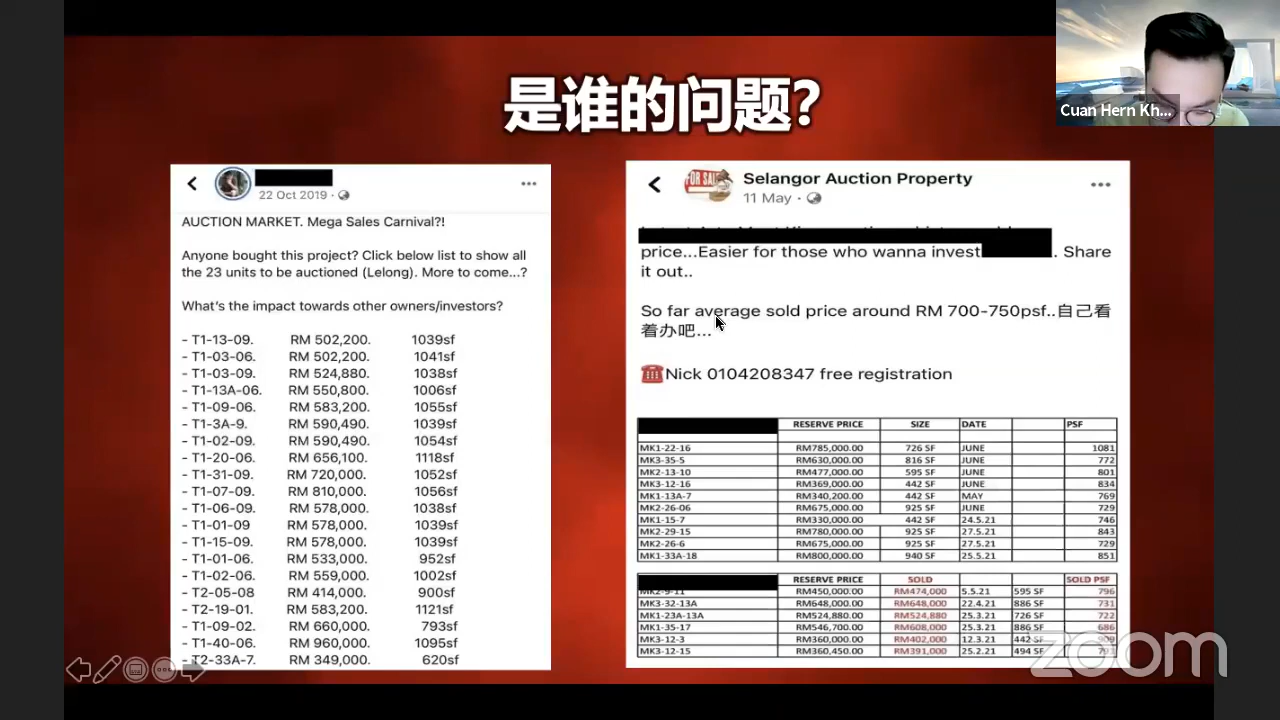 是谁的问题?
Cuan Hern Kh...
22 Oct 2019
AUCTION MARKET. Mega Sales Carnival?!
Anyone bought this project? Click below list to show all
the 23 units to be auctioned (Lelong). More to come...?
What's the impact towards other owners/investors?
- T1-13-09. RM 502,200. 1039sf
- T1-03-06. RM 502,200. 1041sf
- T1-03-09. RM 524,880. 1038sf
- T1-13A-06. RM 550,800. 1006sf
- T1-09-06. RM 583,200. 1055sf
- T1-3A-9. RM 590,490. 1039sf
- T1-02-09. RM 590,490. 1054sf
- T1-20-06. RM 656,100. 1118sf
- T1-31-09. RM 720,000. 1052sf
- T1-07-09. RM 810,000. 1056sf
- T1-06-09. RM 578,000. 1038sf
- T1-01-09 RM 578,000. 1039sf
- T1-15-09. RM 578,000. 1039sf
- T1-01-06. RM 533,000. 952sf
- T1-02-06. RM 559,000. 1002sf
- T2-05-08 RM 414,000. 900sf
- T2-19-01. RM 583,200. 1121sf
- T1-09-02. RM 660,000. 793sf
- T1-40-06. RM 960,000. 1095sf
- T2-33A-7. RM 349,000. 620sf
FOR SALE
Selangor Auction Property
11 May
price...Easier for those who wanna invest . Share
it out..
So far average sold price around RM 700-750psf..自己看
着办吧...
Nick 0104208347 free registration
RESERVE PRICE SIZE DATE PSF
MK1-22-16 RM785,000.00 726 SF JUNE 1081
MK3-35-5 RM630,000.00 816 SF JUNE 772
MK2-13-10 RM477,000.00 595 SF JUNE 801
MK3-12-16 RM369,000.00 442 SF JUNE 834
MK1-13A-7 RM340,200.00 442 SF MAY 769
MK2-26-06 RM675,000.00 925 SF JUNE 729
MK1-15-7 RM330,000.00 442 SF 24.5.21 746
MK2-29-15 RM780,000.00 925 SF 27.5.21 843
MK2-26-6 RM675,000.00 925 SF 27.5.21 729
MK1-33A-18 RM800,000.00 940 SF 25.5.21 851
RESERVE PRICE SOLD SOLD PSF
MK2-9-11 RM450,000.00 RM474,000 5.5.21 595 SF 796
MK3-32-13A RM648,000.00 RM648,000 22.4.21 886 SF 731
MK1-23A-13A RM524,880.00 RM524,880 25.3.21 726 SF 722
MK1-35-17 RM546,700.00 RM608,000 25.3.21 886 SF 686
MK3-12-3 RM360,000.00 RM402,000 12.3.21 442 SF 909
MK3-12-15 RM360,450.00 RM391,000 25.2.21 494 SF 791
zoom